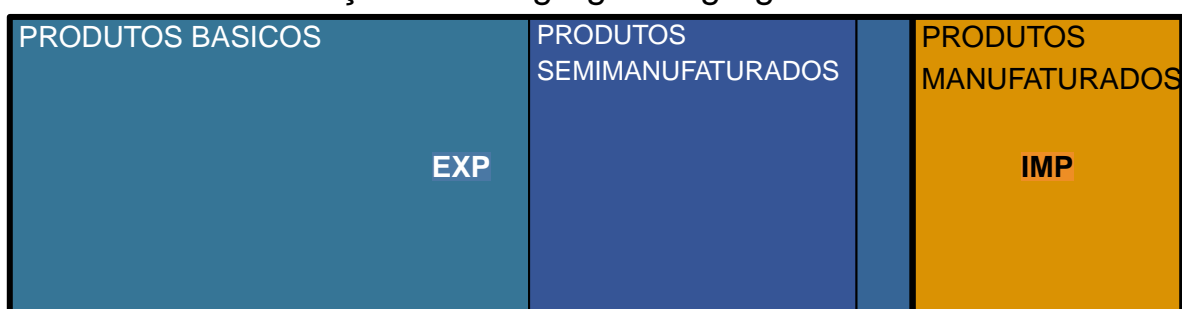 PRODUTOS BASICOS
EXP
PRODUTOS
SEMIMANUFATURADOS
PRODUTOS
MANUFATURADOS
IMP